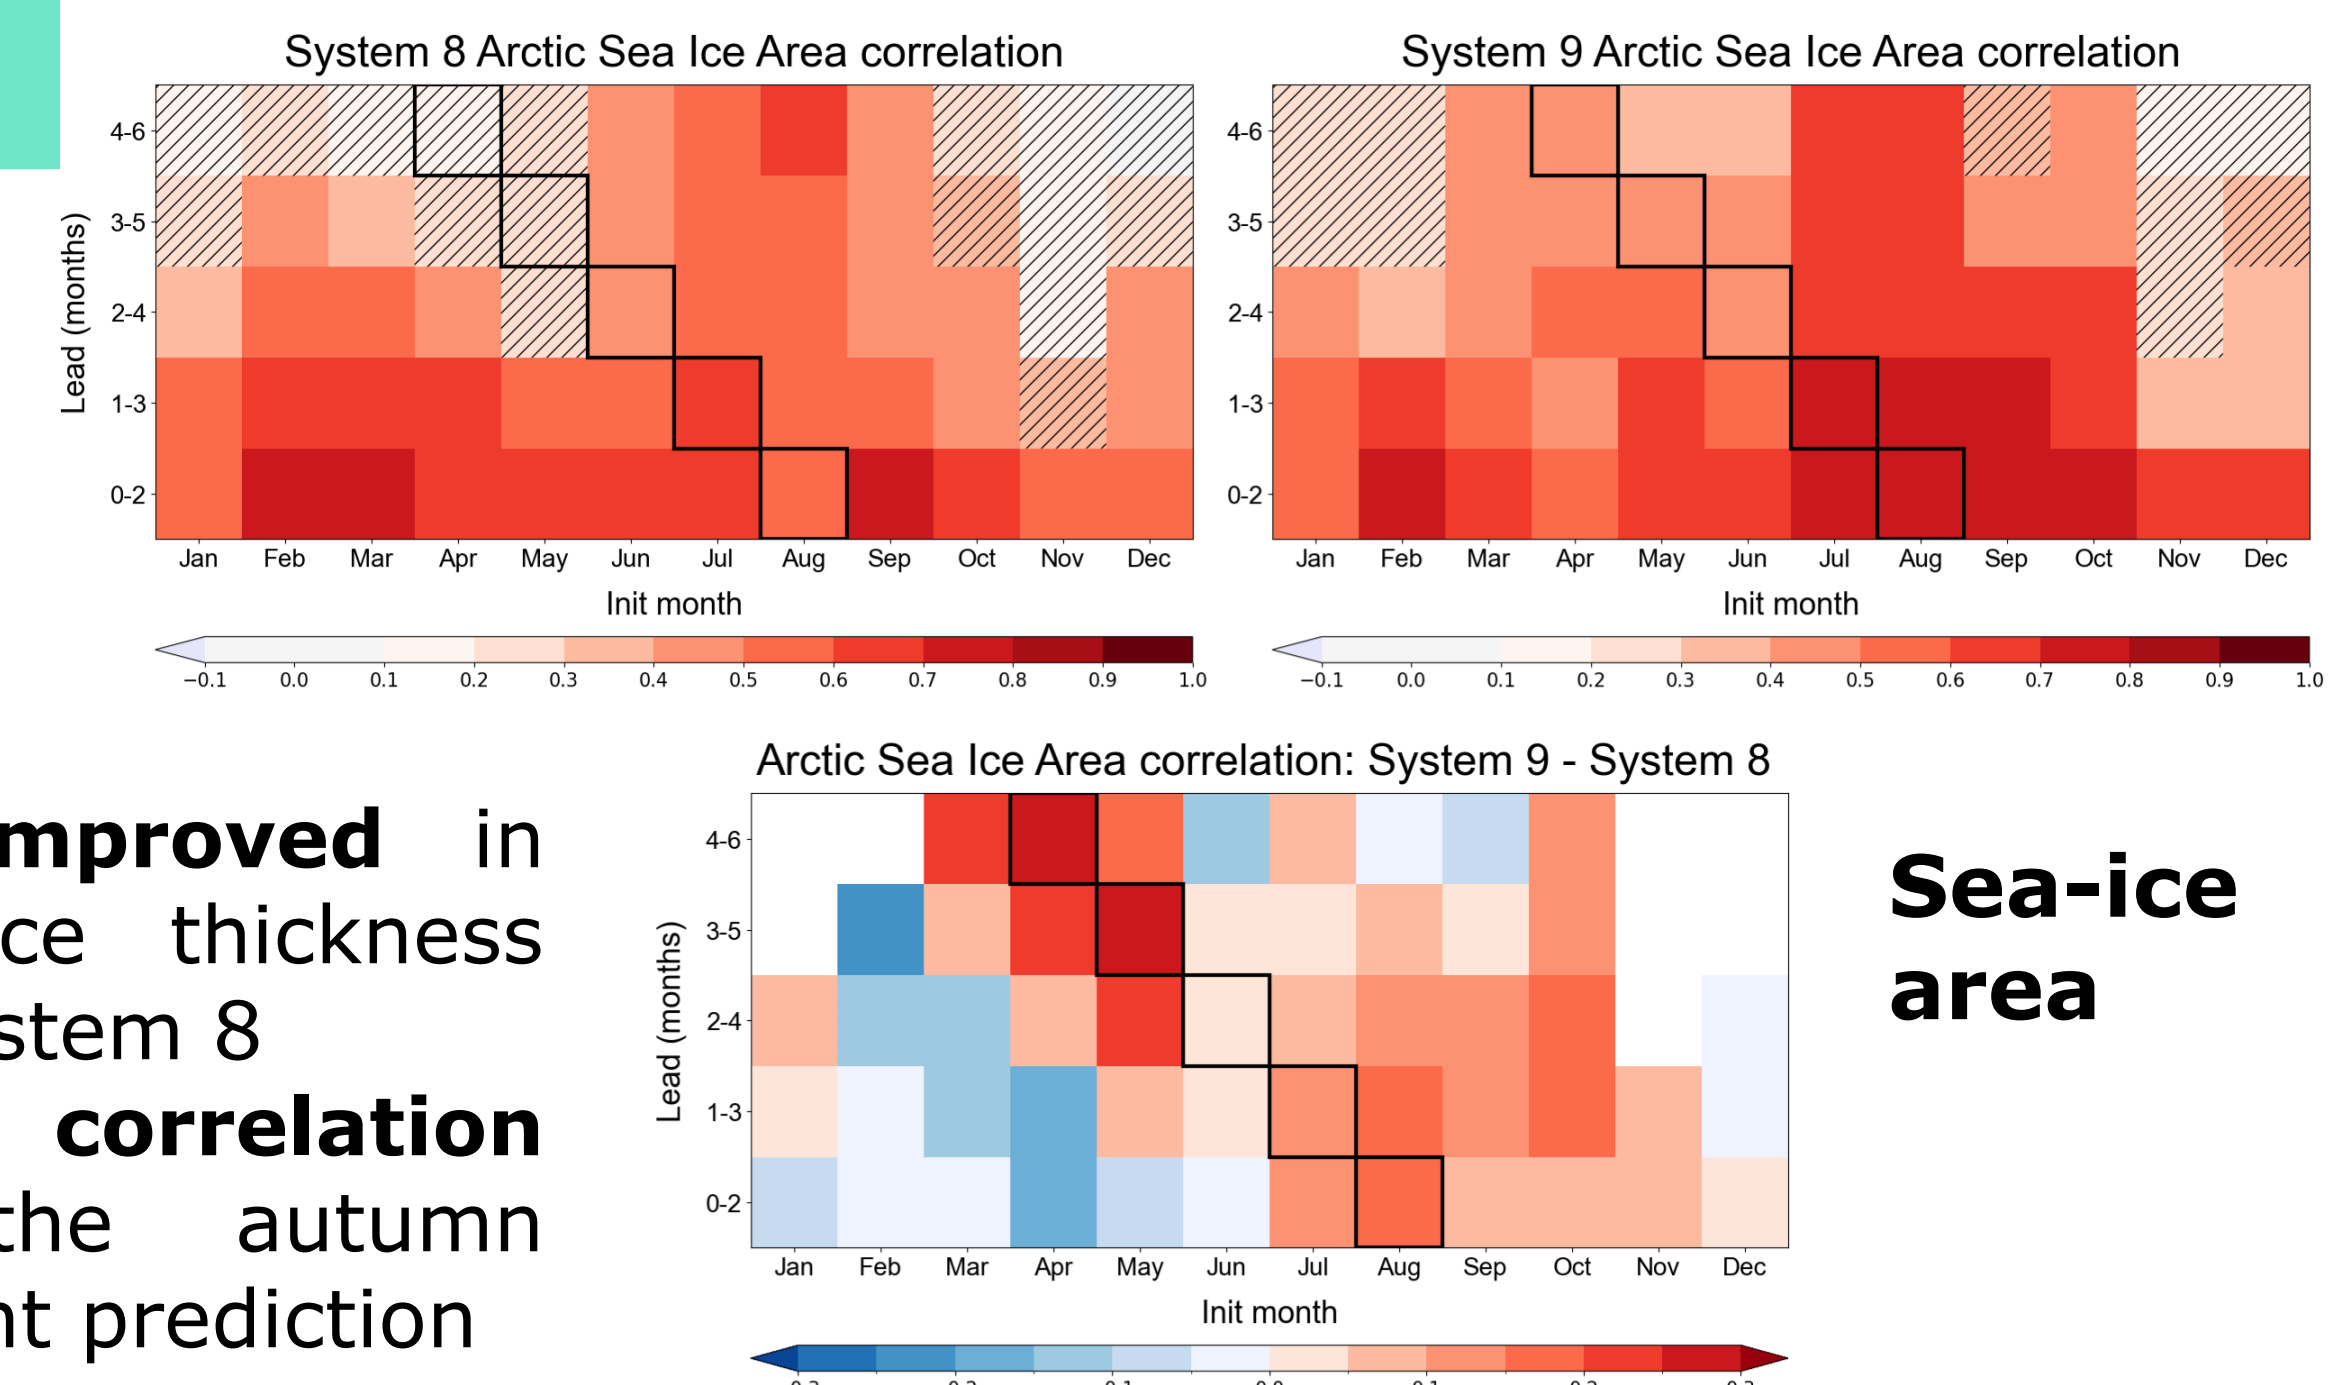 System 8 Arctic Sea Ice Area correlation
4-6
3-5
2-4
1-3
0-2
Lead (months)
Jan Feb Mar Apr May Jun Jul Aug Sep Oct Nov Dec
Init month
−0.1 0.0 0.1 0.2 0.3 0.4 0.5 0.6 0.7 0.8 0.9 1.0
System 9 Arctic Sea Ice Area correlation
4-6
3-5
2-4
1-3
0-2
Jan Feb Mar Apr May Jun Jul Aug Sep Oct Nov Dec
Init month
−0.1 0.0 0.1 0.2 0.3 0.4 0.5 0.6 0.7 0.8 0.9 1.0
mproved in
ce thickness
stem 8
correlation
the autumn
nt prediction
Arctic Sea Ice Area correlation: System 9 - System 8
4-6
3-5
2-4
1-3
0-2
Lead (months)
Jan Feb Mar Apr May Jun Jul Aug Sep Oct Nov Dec
Init month
Sea-ice
area